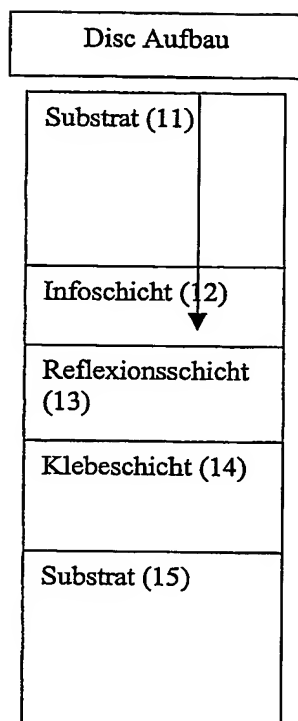 Disc Aufbau
Substrat (11)
Infoschicht (12)
Reflexionsschicht
(13)
Klebeschicht (14)
Substrat (15)